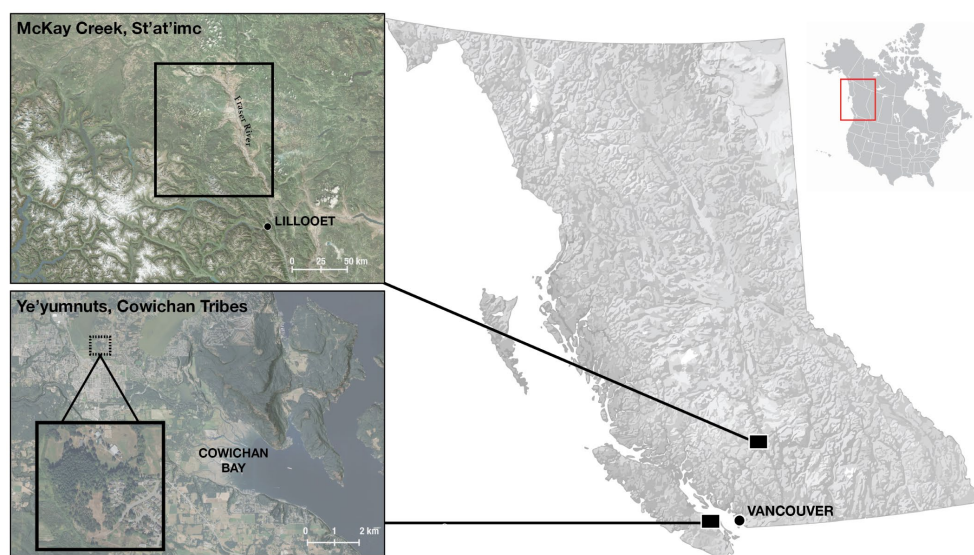 McKay Creek, St'at'imc
Fraser River
LILLOOET
0 25 50 km
Ye'yumnuts, Cowichan Tribes
COWICHAN
BAY
0 1 2 km
VANCOUVER